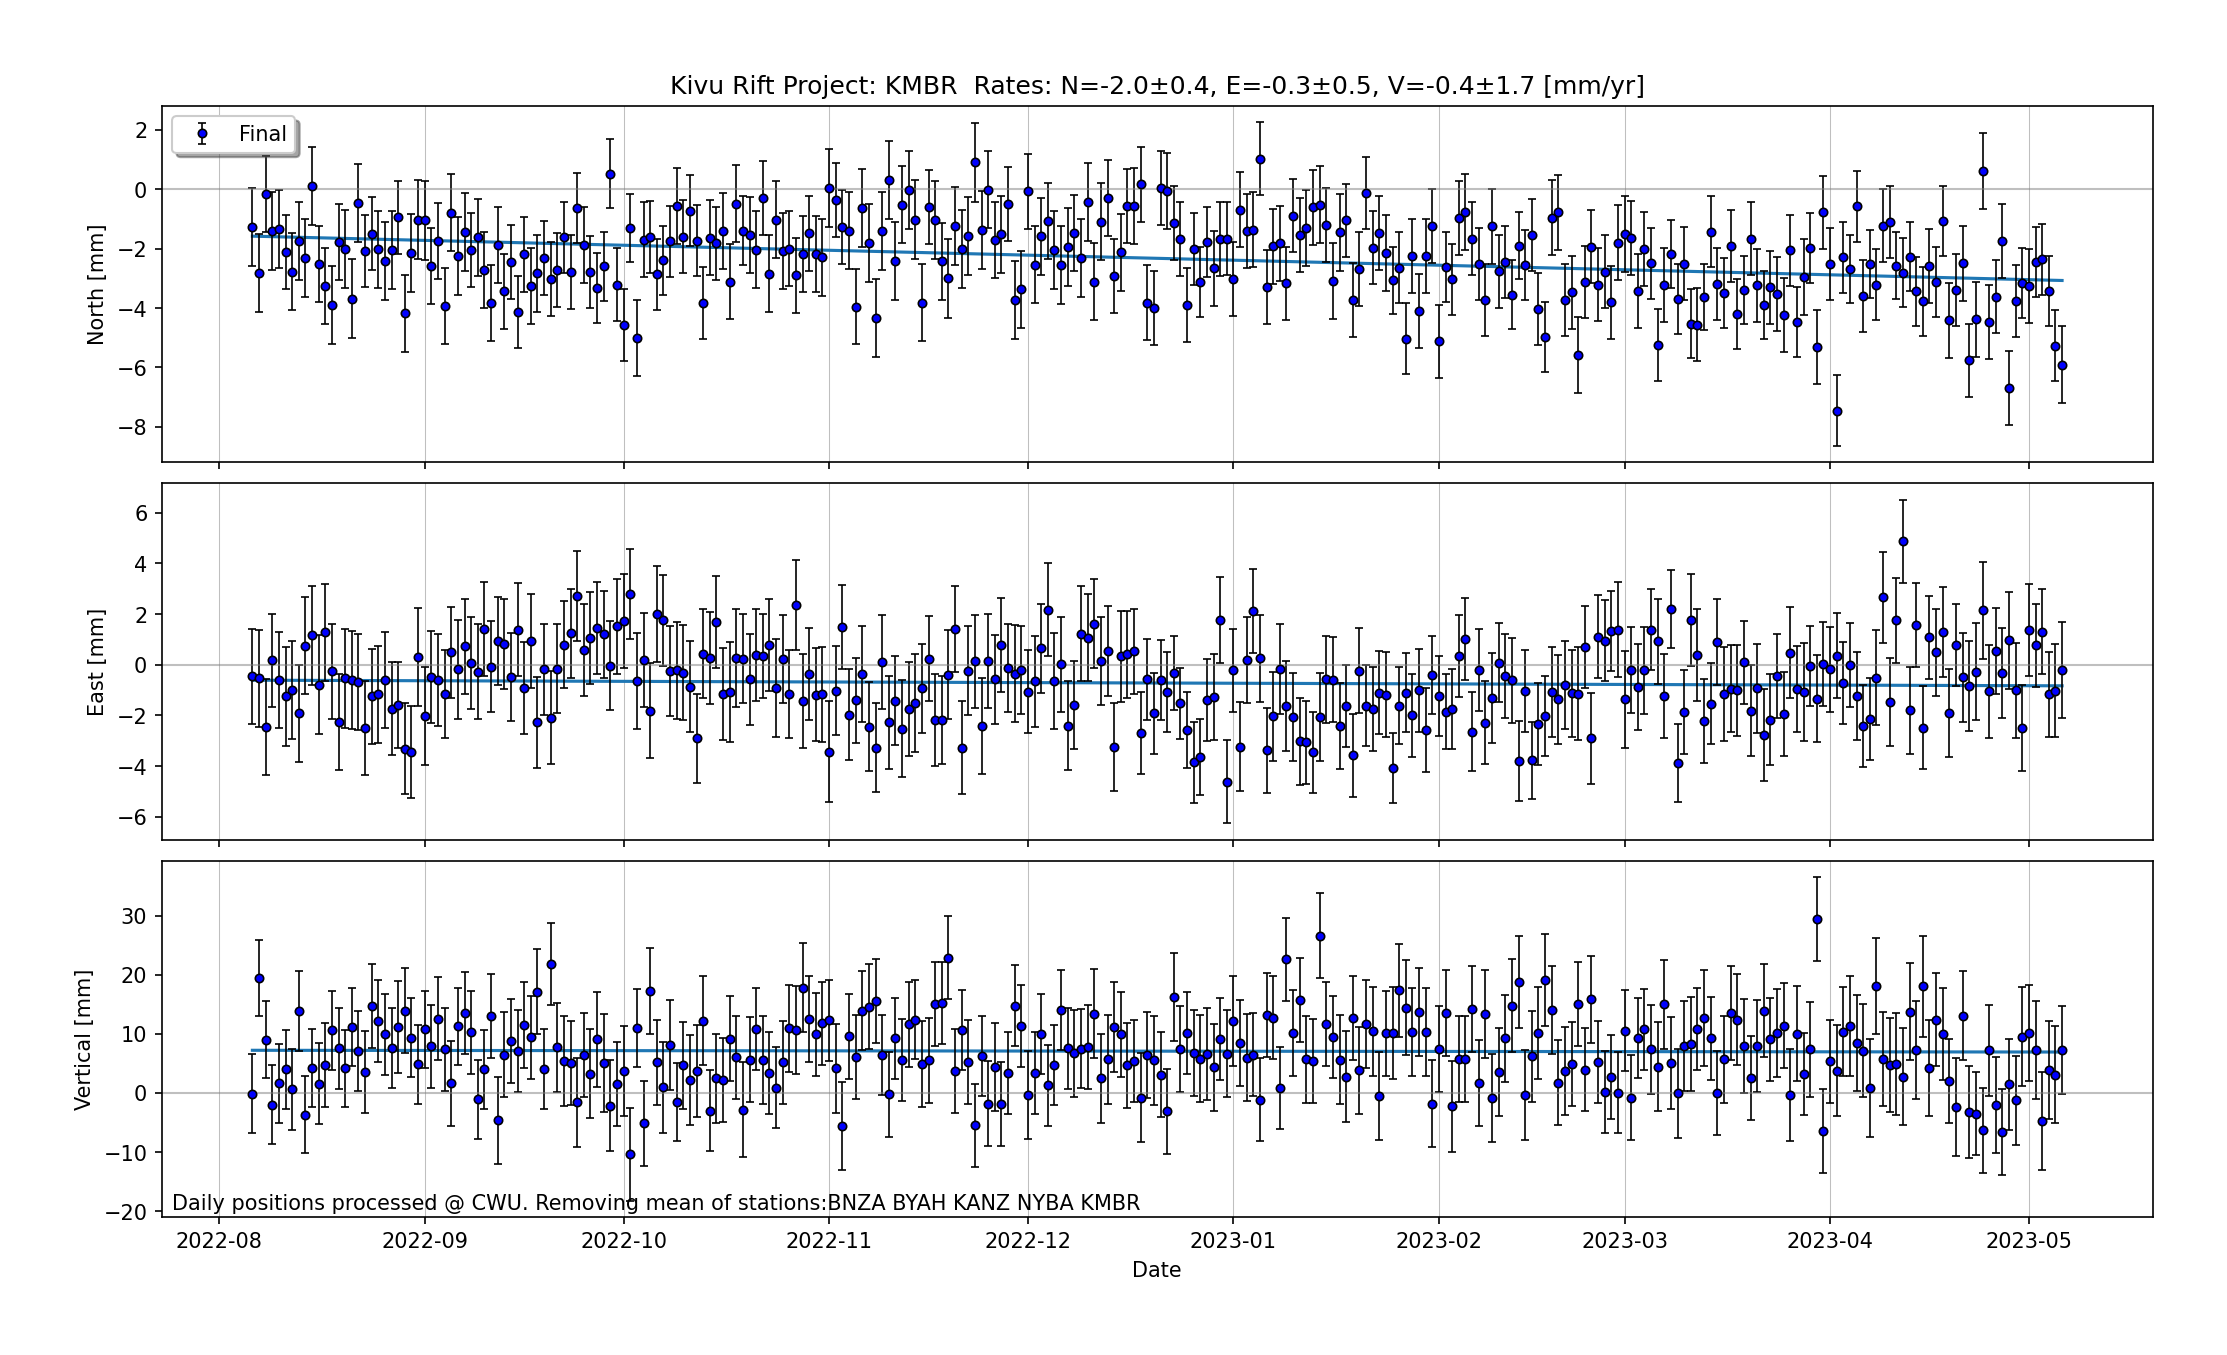 Kivu Rift Project: KMBR  Rates: N=-2.0±0.4, E=-0.3±0.5, V=-0.4±1.7 [mm/yr]
Final
North [mm]
2
0
−2
−4
−6
−8
East [mm]
6
4
2
0
−2
−4
−6
Vertical [mm]
30
20
10
0
−10
−20
Daily positions processed @ CWU. Removing mean of stations:BNZA BYAH KANZ NYBA KMBR
2022-08 2022-09 2022-10 2022-11 2022-12 2023-01 2023-02 2023-03 2023-04 2023-05
Date